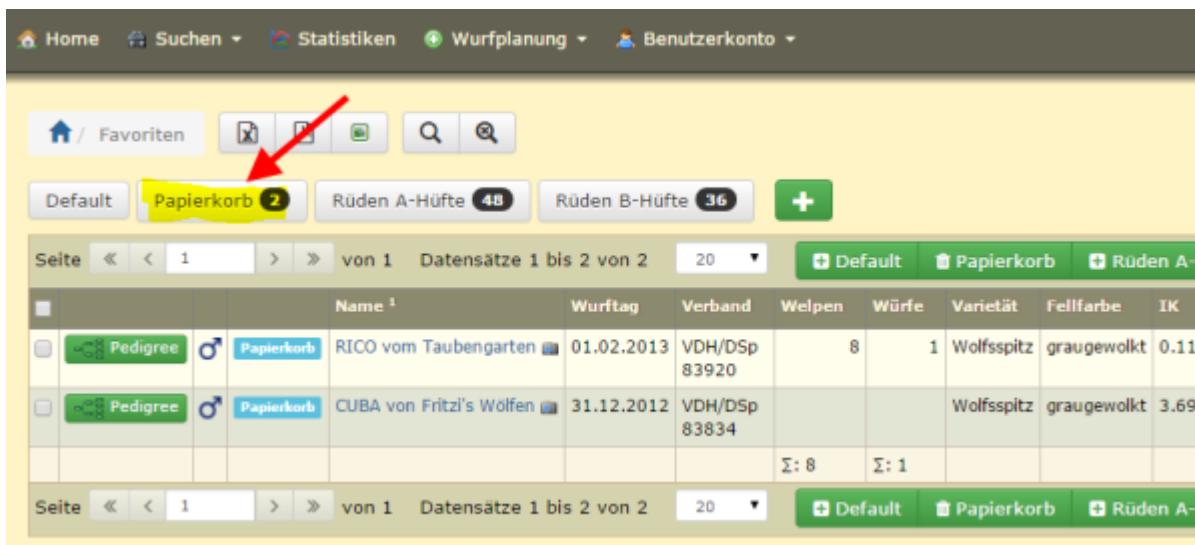 Home Suchen Statistiken Wurfplanung Benutzerkonto
/ Favoriten
Default Papierkorb 2 Rüden A-Hüfte 48 Rüden B-Hüfte 36
Seite 1 von 1 Datensätze 1 bis 2 von 2 20 Default Papierkorb Rüden A-
Name 1 Wurftag Verband Welpen Würfe Varietät Fellfarbe IK
Pedigree Papierkorb RICO vom Taubengarten 01.02.2013 VDH/DSp 8 1 Wolfsspitz graugewolkt 0.11
83920
Pedigree Papierkorb CUBA von Fritzi's Wölfen 31.12.2012 VDH/DSp Wolfsspitz graugewolkt 3.69
83834
Σ: 8 Σ: 1
Seite 1 von 1 Datensätze 1 bis 2 von 2 20 Default Papierkorb Rüden A-